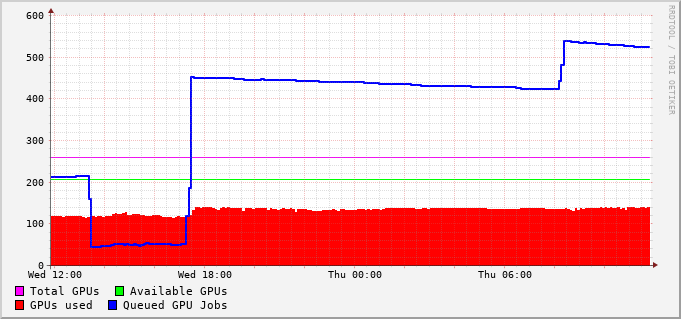 600
500
400
300
200
100
0
Wed 12:00 Wed 18:00 Thu 00:00 Thu 06:00
Total GPUs Available GPUs
GPUs used Queued GPU Jobs
RRDTOOL / TOBI OETIKER